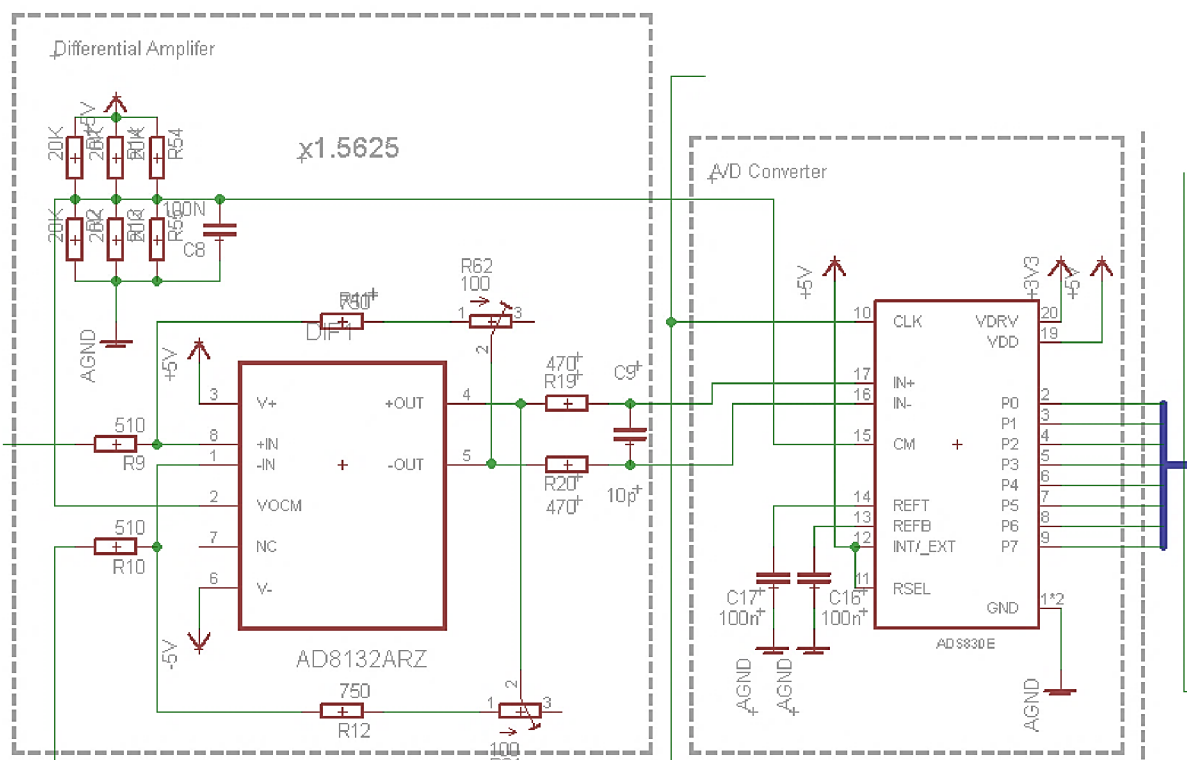 Differential Amplifer
x1.5625
+5V
20K
20K
20K
R54
20K
20K
100N
C8
AGND
R62
100
1
3
2
750
DIFF1
+5V
3
V+
8
+IN
1
-IN
2
VOCM
7
NC
6
V-
+OUT
4
-OUT
5
510
R9
510
R10
-5V
AD8132ARZ
750
R12
2
1
3
100
470
R19
R20
470
C9
10p
A/D Converter
+5V
+3V3
+5V
10
CLK
17
IN+
16
IN-
15
CM
14
REFT
13
REFB
12
INT/_EXT
11
RSEL
VDRV
20
VDD
19
P0
2
P1
3
P2
4
P3
5
P4
6
P5
7
P6
8
P7
9
GND
1*2
ADS830E
C17
100n
C16
100n
AGND
AGND
AGND